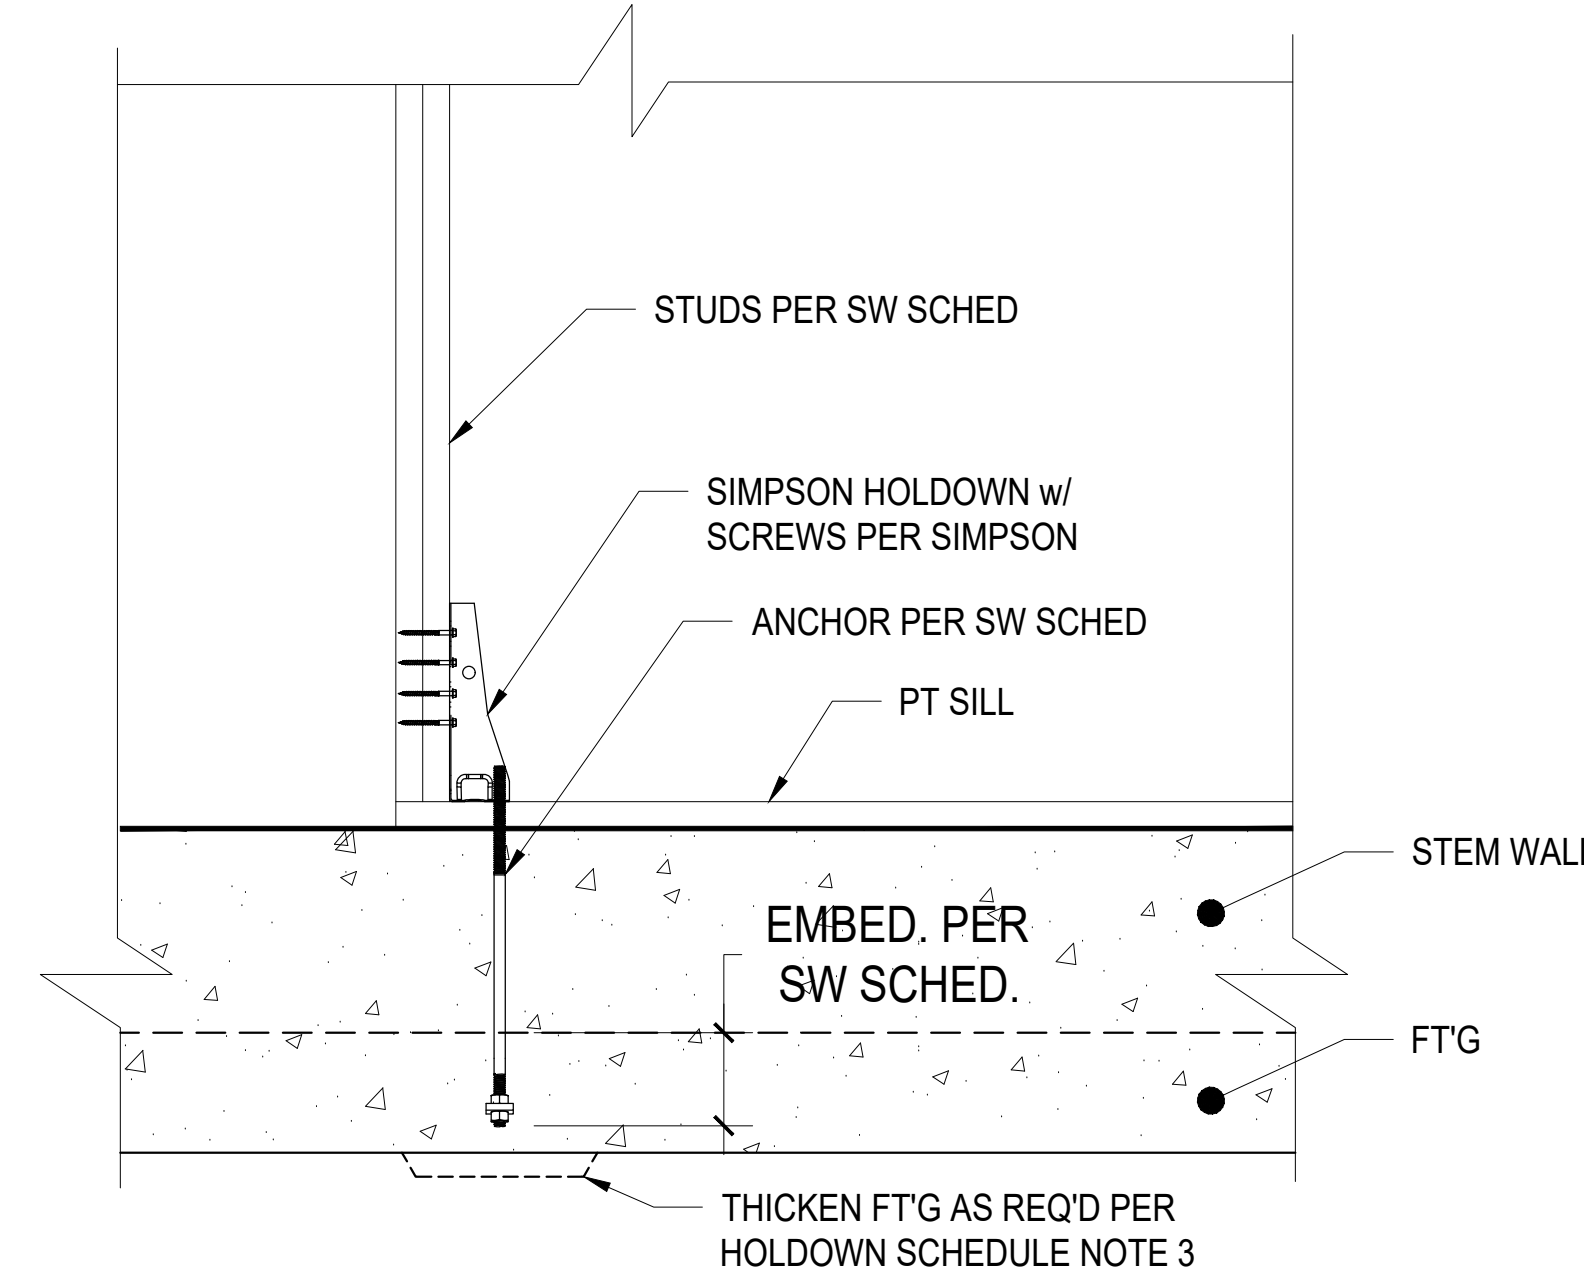 STUDS PER SW SCHED
SIMPSON HOLDOWN w/
SCREWS PER SIMPSON
ANCHOR PER SW SCHED
PT SILL
STEM WALL
EMBED. PER
SW SCHED.
FT'G
THICKEN FT'G AS REQ'D PER
HOLDOWN SCHEDULE NOTE 3